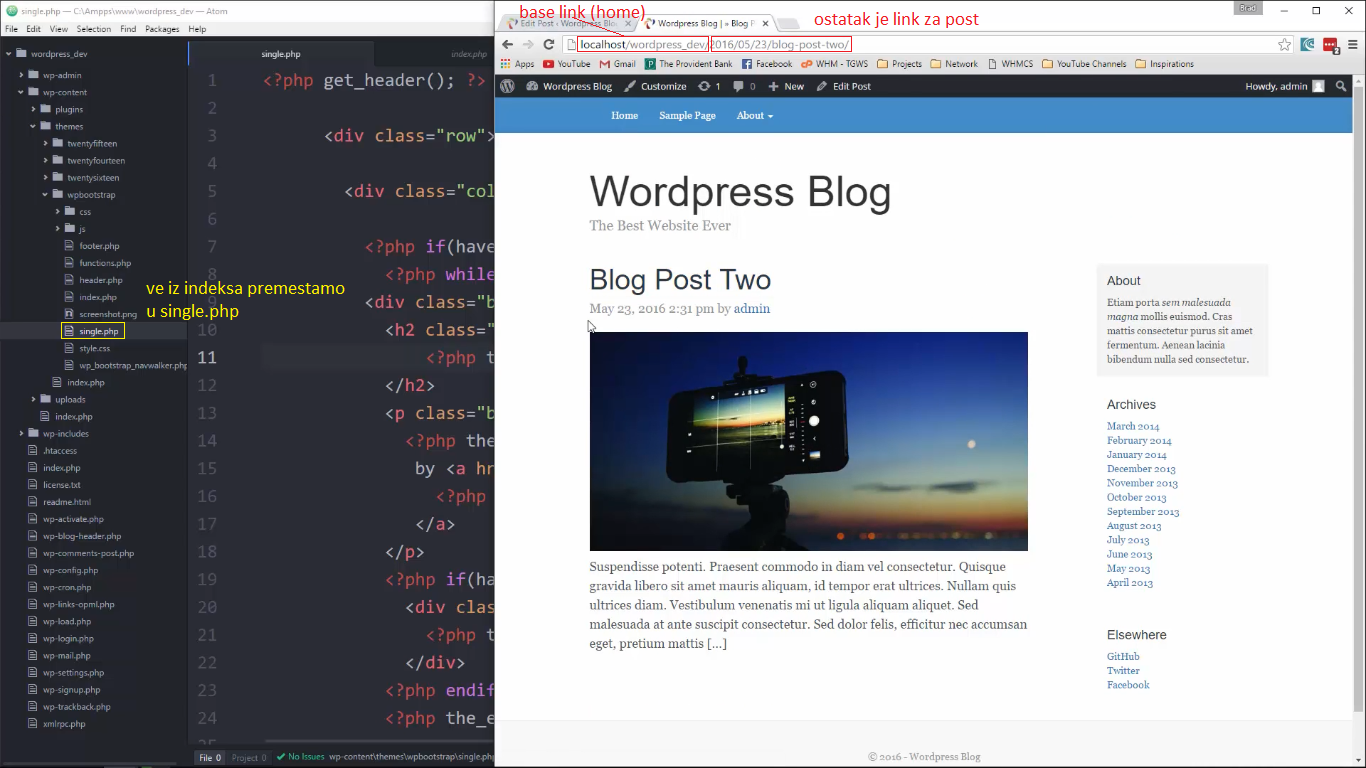 single.php — C:\Ampps\www\wordpress_dev — Atom
File Edit View Selection Find Packages Help
wordpress_dev
wp-admin
wp-content
plugins
themes
twentyfifteen
twentyfourteen
twentysixteen
wpbootstrap
css
js
footer.php
functions.php
header.php
index.php
screenshot.png
single.php
style.css
wp_bootstrap_navwalker.php
index.php
uploads
index.php
wp-includes
.htaccess
index.php
license.txt
readme.html
wp-activate.php
wp-blog-header.php
wp-comments-post.php
wp-config.php
wp-cron.php
wp-links-opml.php
wp-load.php
wp-login.php
wp-mail.php
wp-settings.php
wp-signup.php
wp-trackback.php
xmlrpc.php
ve iz indeksa premestamo
u single.php
single.php index.php
1 <?php get_header(); ?>
2
3 <div class="row">
4
5 <div class="col
6
7 <?php if(have
8 <?php while
9 <div class="b
10 <h2 class="
11 <?php t
12 </h2>
13 <p class="b
14 <?php the
15 by <a hr
16 <?php
17 </a>
18 </p>
19 <?php if(ha
20 <div clas
21 <?php t
22 </div>
23 <?php endif
24 <?php the_e
25
File 0 Project 0 No Issues wp-content\themes\wpbootstrap\single.php
base link (home)
ostatak je link za post
Brad
Edit Post ‹ Wordpress Blo
Wordpress Blog | » Blog P
localhost/wordpress_dev/2016/05/23/blog-post-two/
Apps YouTube Gmail The Provident Bank Facebook WHM - TGWS Projects Network WHMCS YouTube Channels Inspirations
Wordpress Blog Customize 1 0 New Edit Post Howdy, admin
Home Sample Page About
Wordpress Blog
The Best Website Ever
Blog Post Two
May 23, 2016 2:31 pm by admin
Suspendisse potenti. Praesent commodo in diam vel consectetur. Quisque
gravida libero sit amet mauris aliquam, id tempor erat ultrices. Nullam quis
ultrices diam. Vestibulum venenatis mi ut ligula aliquam aliquet. Sed
malesuada at ante suscipit consectetur. Sed dolor felis, efficitur nec accumsan
eget, pretium mattis […]
About
Etiam porta sem malesuada
magna mollis euismod. Cras
mattis consectetur purus sit amet
fermentum. Aenean lacinia
bibendum nulla sed consectetur.
Archives
March 2014
February 2014
January 2014
December 2013
November 2013
October 2013
September 2013
August 2013
July 2013
June 2013
May 2013
April 2013
Elsewhere
GitHub
Twitter
Facebook
© 2016 - Wordpress Blog